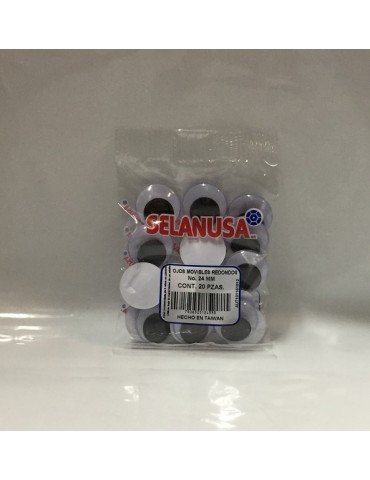 SELANUSA
OJOS MOVIBLES REDONDOS
No. 24 MM
CONT. 20 PZAS.
HECHO EN TAIWAN